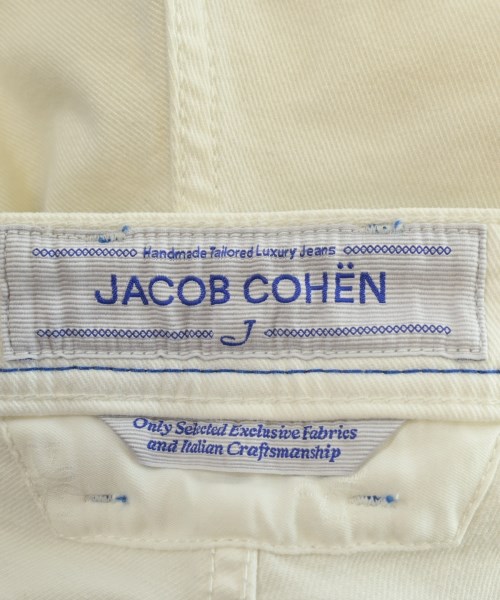 Handmade Tailored Luxury Jeans
JACOB COHËN
J
Only Selected Exclusive Fabrics
and Italian Craftsmanship